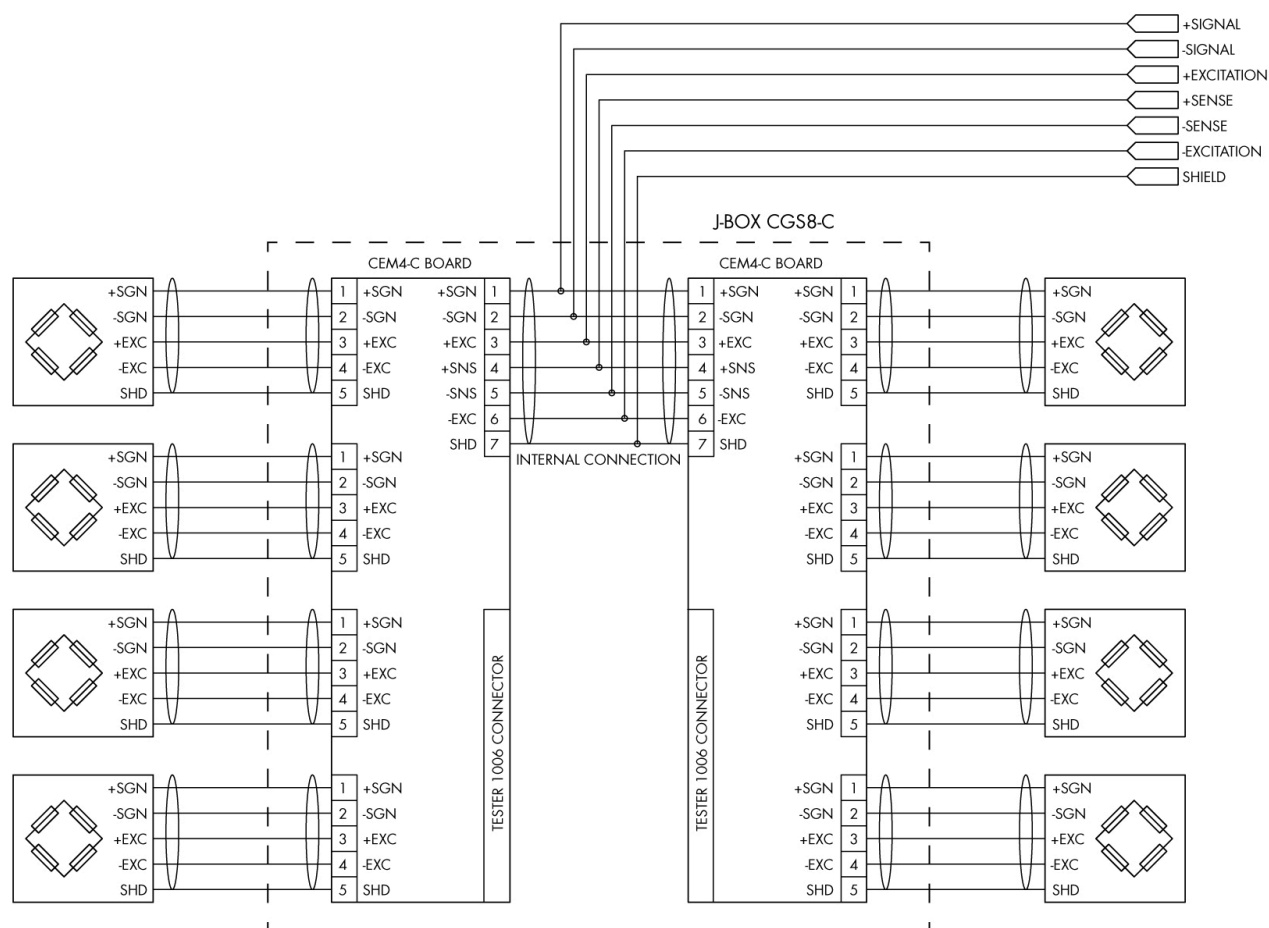 +SIGNAL
-SIGNAL
+EXCITATION
+SENSE
-SENSE
-EXCITATION
SHIELD
J-BOX CGS8-C
CEM4-C BOARD CEM4-C BOARD
+SGN 1 +SGN +SGN 1 1 +SGN +SGN 1 +SGN
-SGN 2 -SGN -SGN 2 2 -SGN -SGN 2 -SGN
+EXC 3 +EXC +EXC 3 3 +EXC +EXC 3 +EXC
-EXC 4 -EXC +SNS 4 4 +SNS -EXC 4 -EXC
SHD 5 SHD -SNS 5 5 -SNS SHD 5 SHD
-EXC 6 6 -EXC
SHD 7 7 SHD
INTERNAL CONNECTION
+SGN 1 +SGN +SGN 1 +SGN
-SGN 2 -SGN -SGN 2 -SGN
+EXC 3 +EXC +EXC 3 +EXC
-EXC 4 -EXC -EXC 4 -EXC
SHD 5 SHD SHD 5 SHD
+SGN 1 +SGN +SGN 1 +SGN
-SGN 2 -SGN -SGN 2 -SGN
+EXC 3 +EXC +EXC 3 +EXC
-EXC 4 -EXC -EXC 4 -EXC
SHD 5 SHD SHD 5 SHD
TESTER 1006 CONNECTOR
TESTER 1006 CONNECTOR
+SGN 1 +SGN +SGN 1 +SGN
-SGN 2 -SGN -SGN 2 -SGN
+EXC 3 +EXC +EXC 3 +EXC
-EXC 4 -EXC -EXC 4 -EXC
SHD 5 SHD SHD 5 SHD